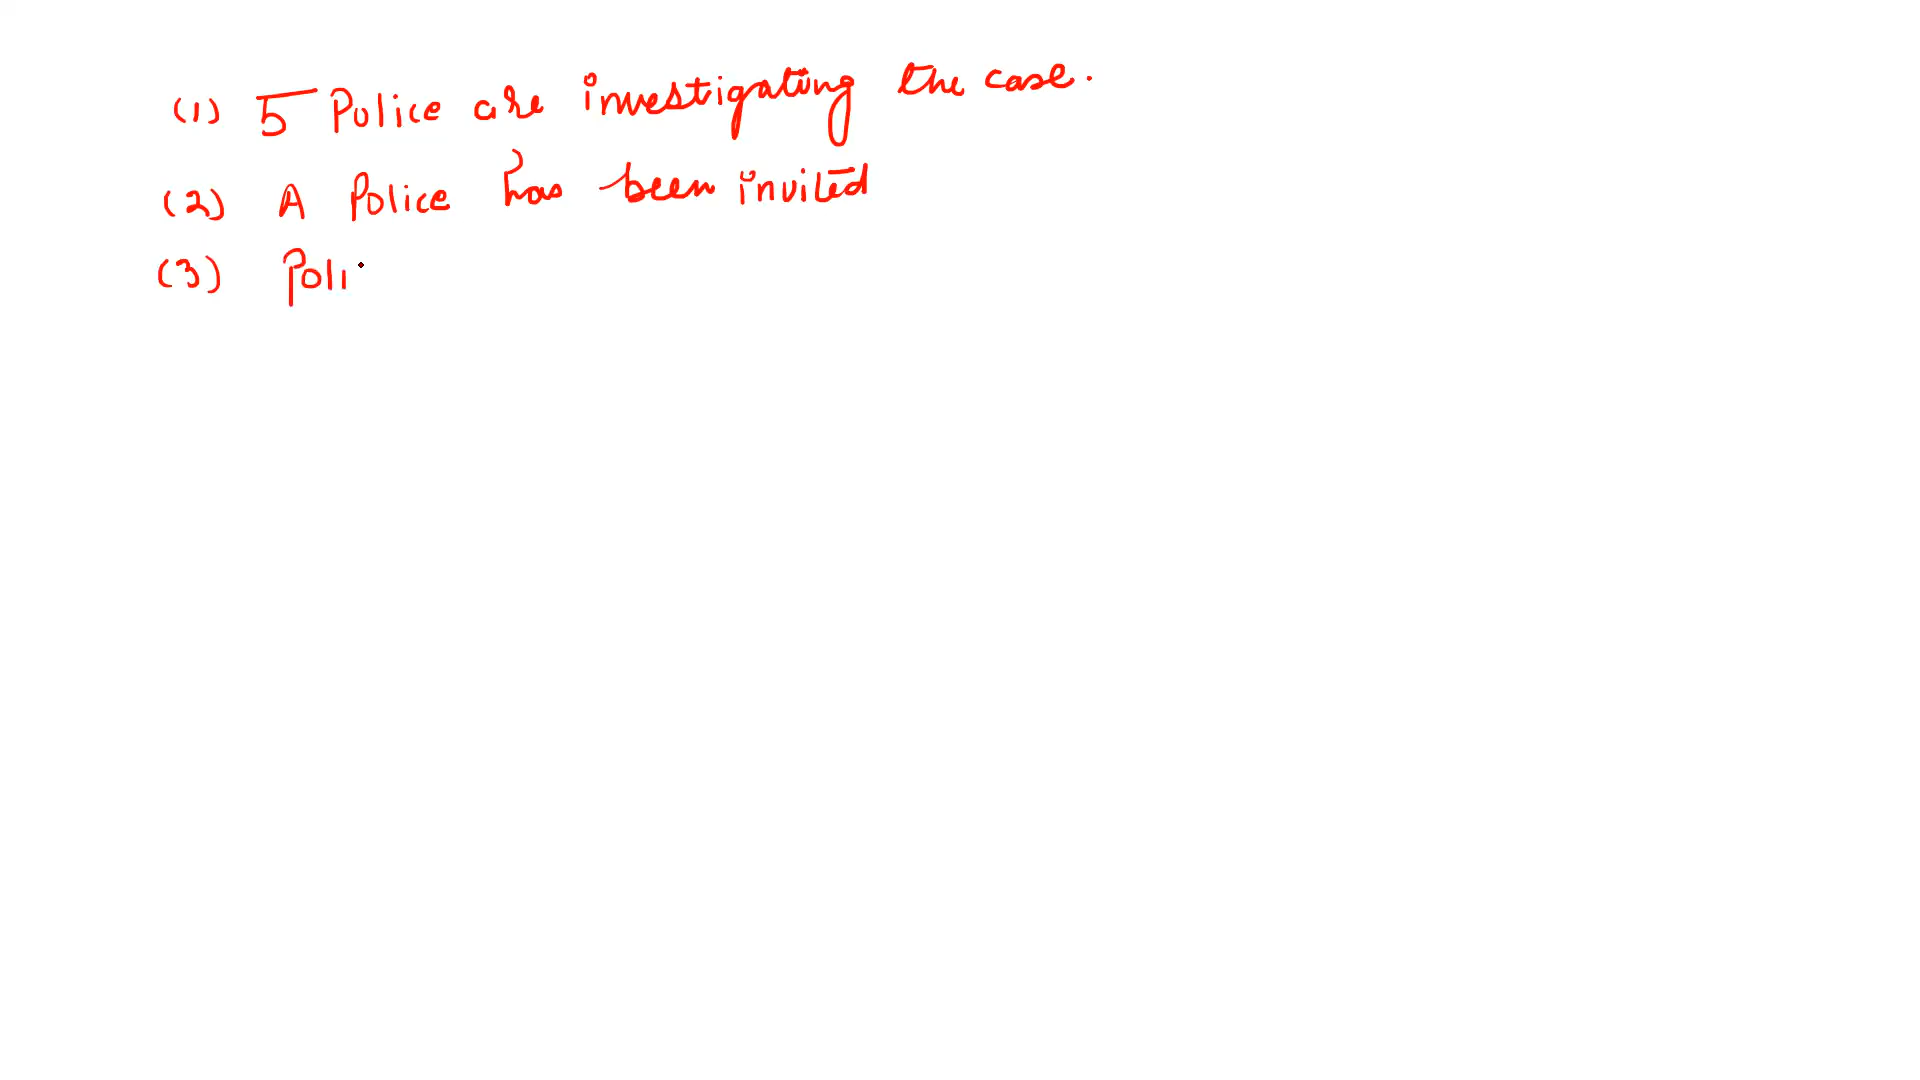 (1) 5 Police are investigating the case.
(2) A Police has been invited
(3) Poli